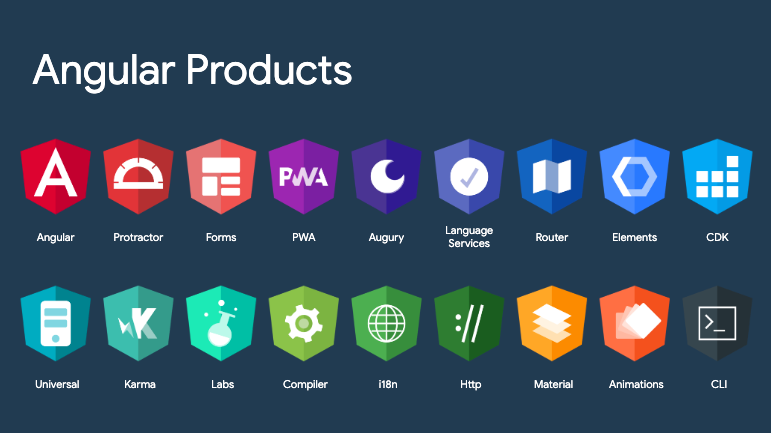 Angular Products
A
PWA
Angular
Protractor
Forms
PWA
Augury
Language
Services
Router
Elements
CDK
K
://
>_
Universal
Karma
Labs
Compiler
i18n
Http
Material
Animations
CLI